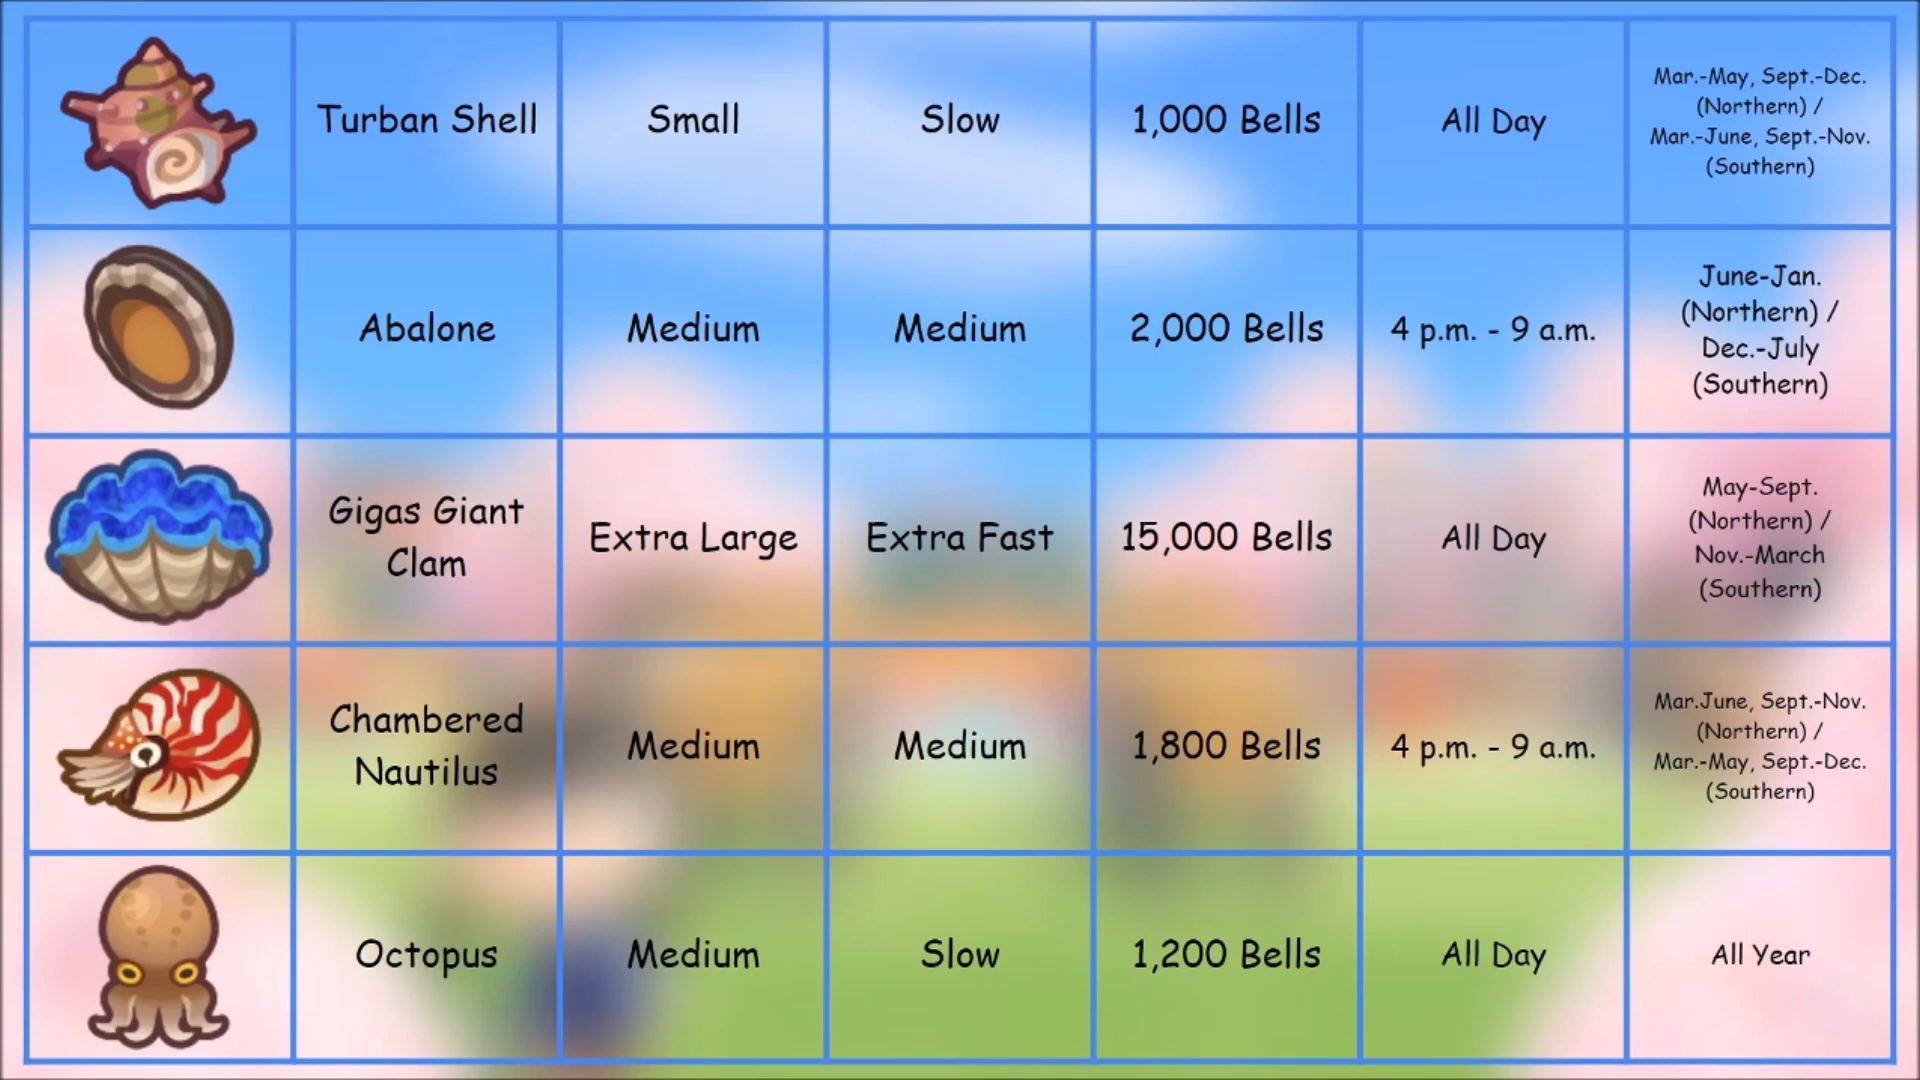 Turban Shell
Small
Slow
1,000 Bells
All Day
Mar.-May, Sept.-Dec.
(Northern) /
Mar.-June, Sept.-Nov.
(Southern)
Abalone
Medium
Medium
2,000 Bells
4 p.m. - 9 a.m.
June-Jan.
(Northern) /
Dec.-July
(Southern)
Gigas Giant
Clam
Extra Large
Extra Fast
15,000 Bells
All Day
May-Sept.
(Northern) /
Nov.-March
(Southern)
Chambered
Nautilus
Medium
Medium
1,800 Bells
4 p.m. - 9 a.m.
Mar.June, Sept.-Nov.
(Northern) /
Mar.-May, Sept.-Dec.
(Southern)
Octopus
Medium
Slow
1,200 Bells
All Day
All Year